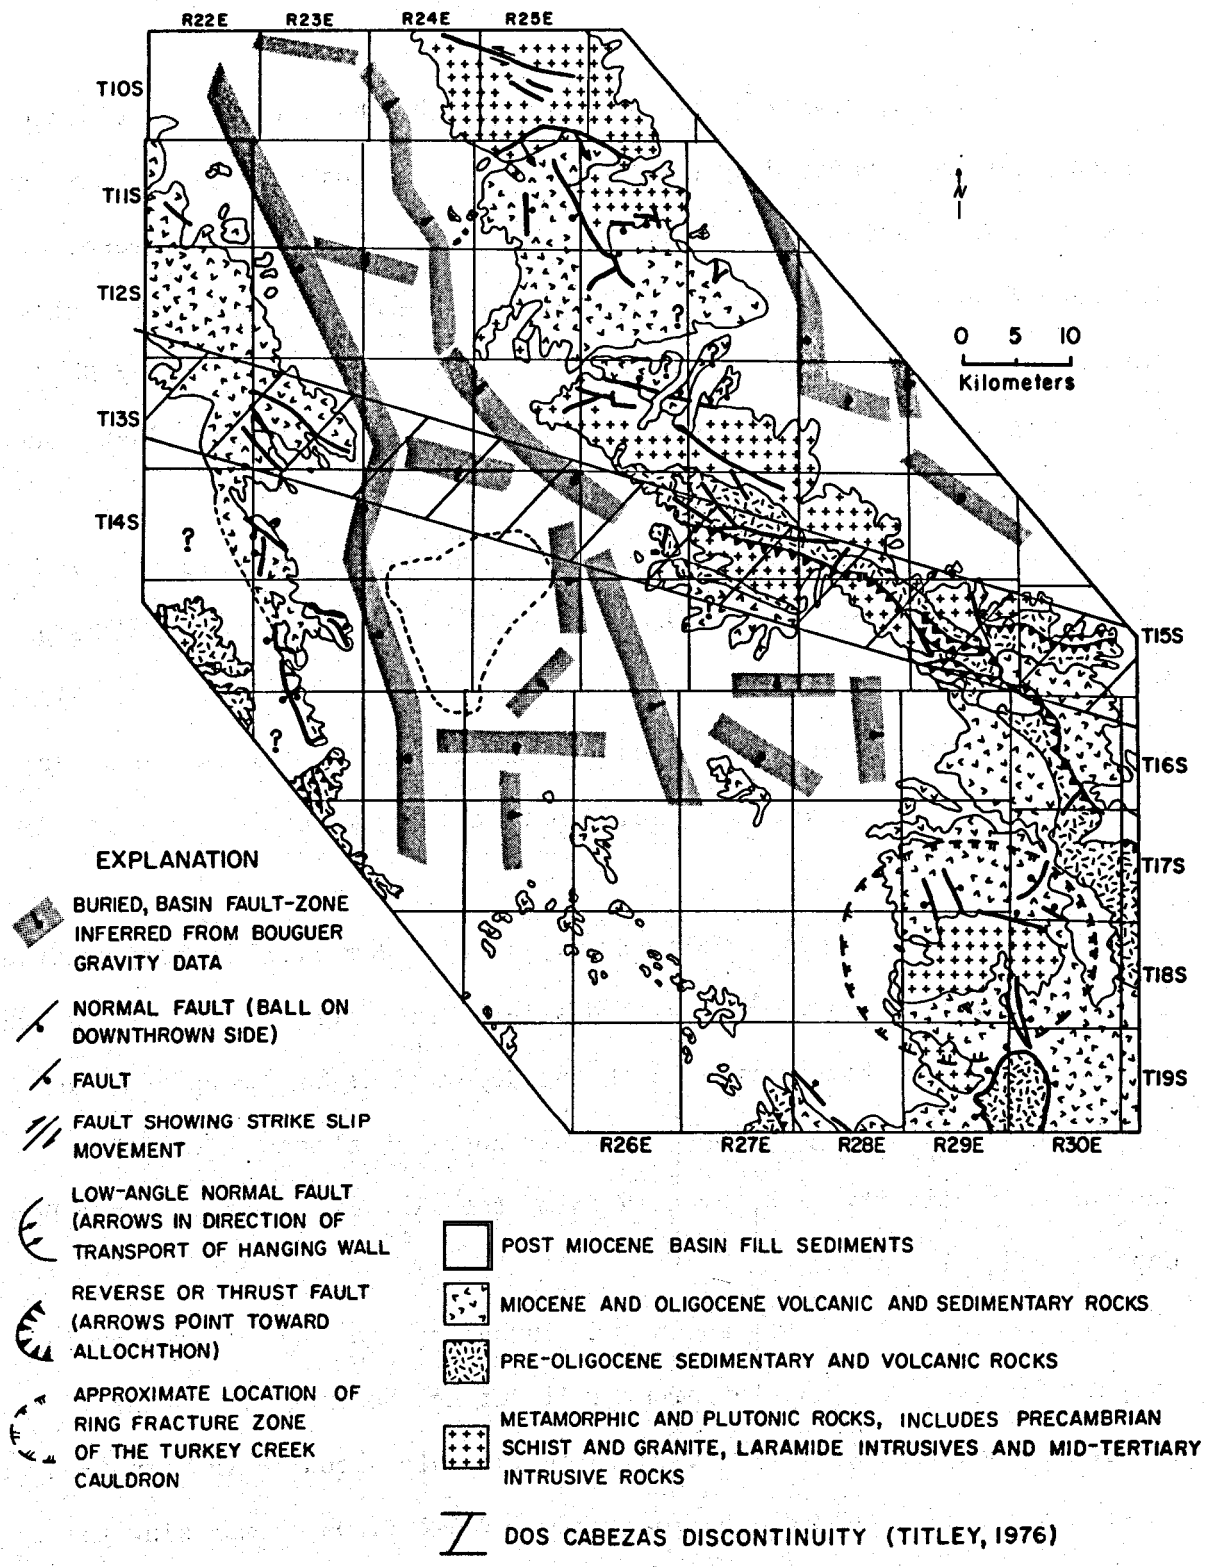 R22E R23E R24E R25E
T10S
T11S
T12S
T13S
T14S
N
0 5 10
Kilometers
?
?
?
?
?
?
T15S
T16S
T17S
T18S
T19S
R26E R27E R28E R29E R30E
EXPLANATION
BURIED, BASIN FAULT-ZONE
INFERRED FROM BOUGUER
GRAVITY DATA
NORMAL FAULT (BALL ON
DOWNTHROWN SIDE)
FAULT
FAULT SHOWING STRIKE SLIP
MOVEMENT
LOW-ANGLE NORMAL FAULT
(ARROWS IN DIRECTION OF
TRANSPORT OF HANGING WALL
REVERSE OR THRUST FAULT
(ARROWS POINT TOWARD
ALLOCHTHON)
APPROXIMATE LOCATION OF
RING FRACTURE ZONE
OF THE TURKEY CREEK
CAULDRON
POST MIOCENE BASIN FILL SEDIMENTS
MIOCENE AND OLIGOCENE VOLCANIC AND SEDIMENTARY ROCKS
PRE-OLIGOCENE SEDIMENTARY AND VOLCANIC ROCKS
METAMORPHIC AND PLUTONIC ROCKS, INCLUDES PRECAMBRIAN
SCHIST AND GRANITE, LARAMIDE INTRUSIVES AND MID-TERTIARY
INTRUSIVE ROCKS
DOS CABEZAS DISCONTINUITY (TITLEY, 1976)